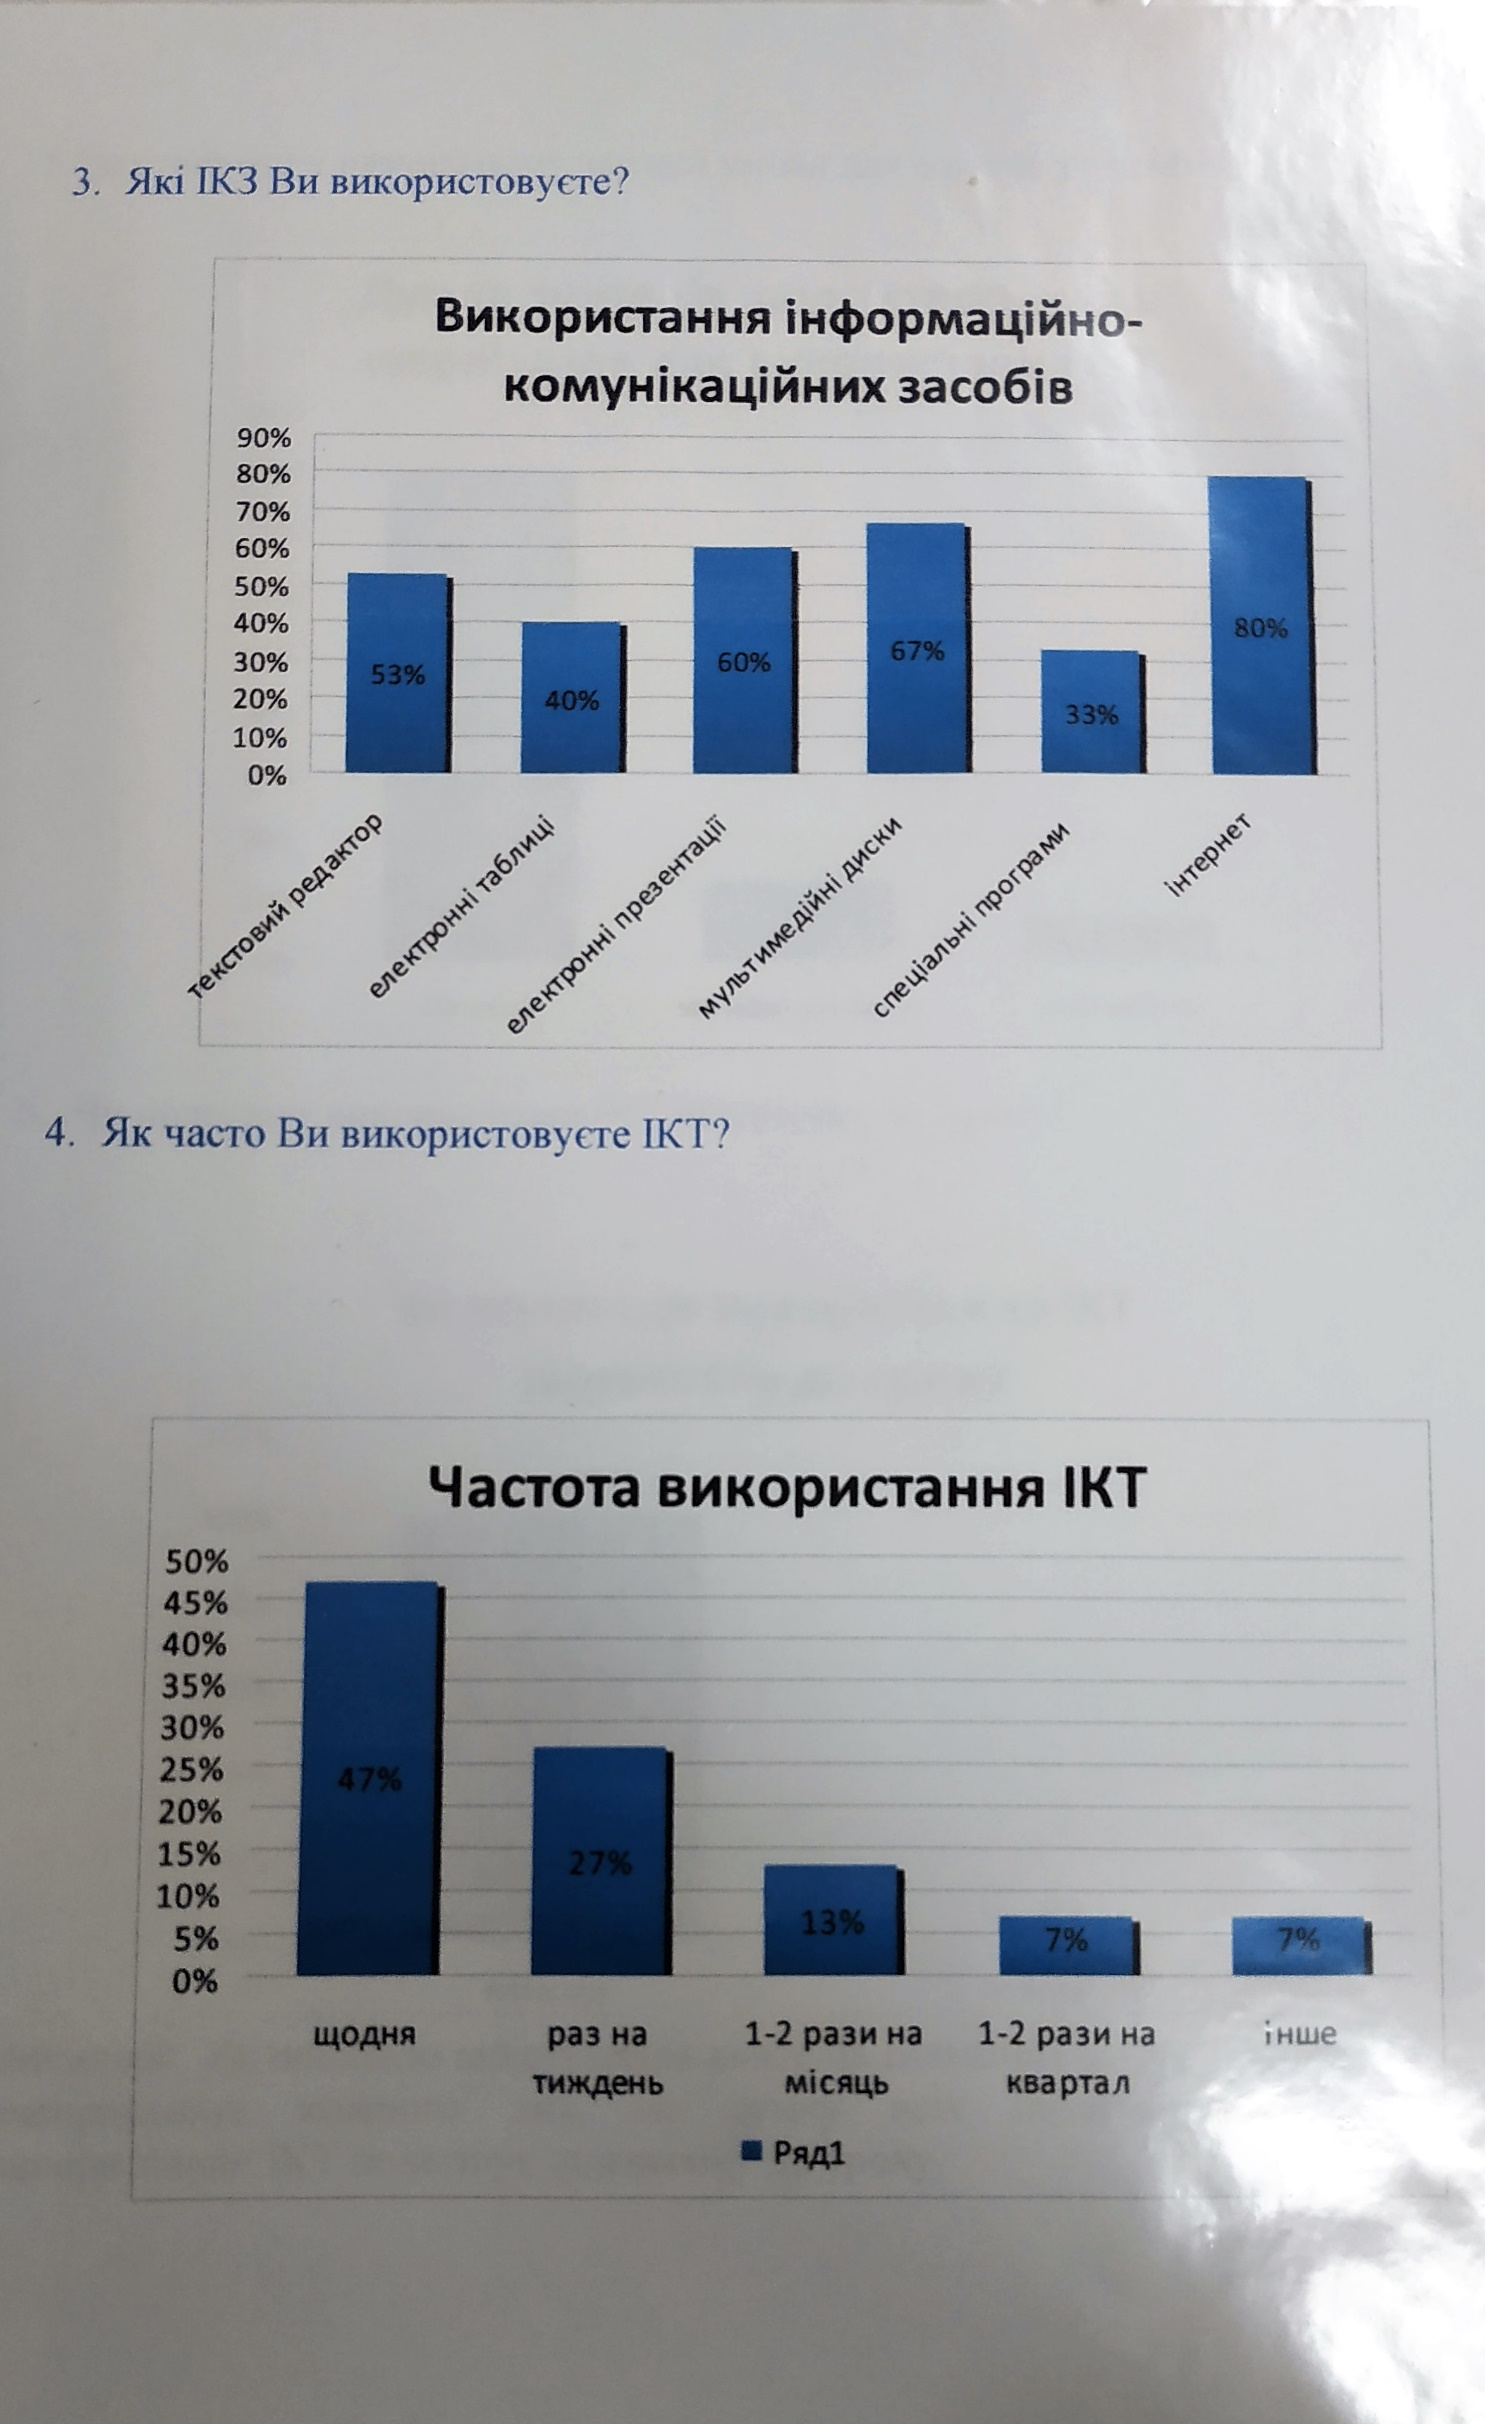 3. Які ІКЗ Ви використовуєте?
Використання інформаційно-
комунікаційних засобів
90%
80%
70%
60%
50%
40%
30%
20%
10%
0%
53%
40%
60%
67%
33%
80%
текстовий редактор
електронні таблиці
електронні презентації
мультимедійні диски
спеціальні програми
інтернет
4. Як часто Ви використовуєте ІКТ?
Частота використання ІКТ
50%
45%
40%
35%
30%
25%
20%
15%
10%
5%
0%
47%
27%
13%
7%
7%
щодня
раз на
тиждень
1-2 рази на
місяць
1-2 рази на
квартал
інше
Ряд1